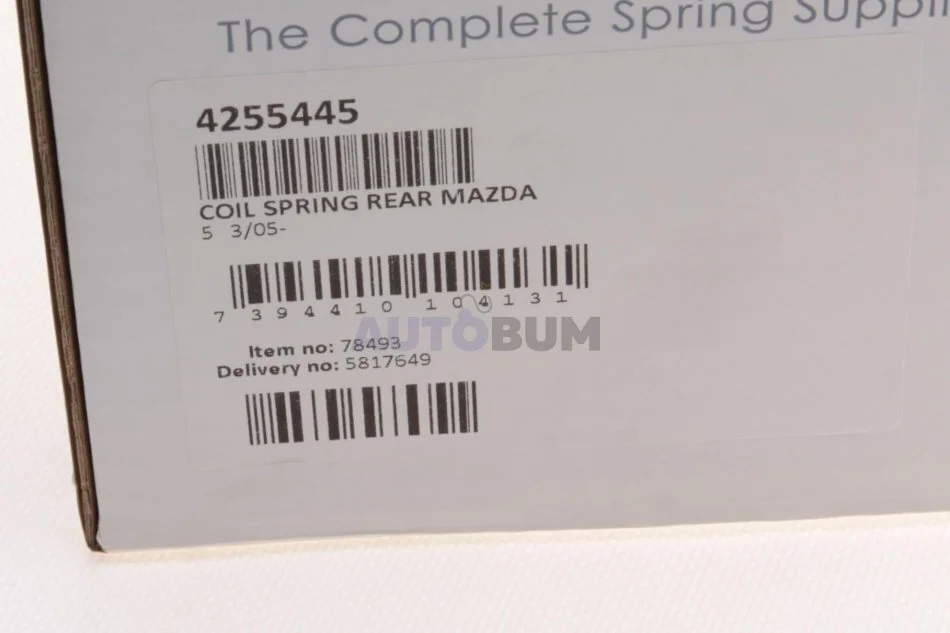 The Complete Spring Suppli
4255445
COIL SPRING REAR MAZDA
5 3/05-
7 394410 104131
AUTOBUM
Item no: 78493
Delivery no: 5817649